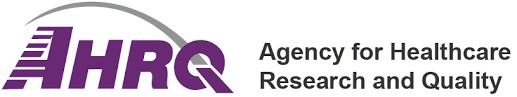 AHRQ
Agency for Healthcare
Research and Quality